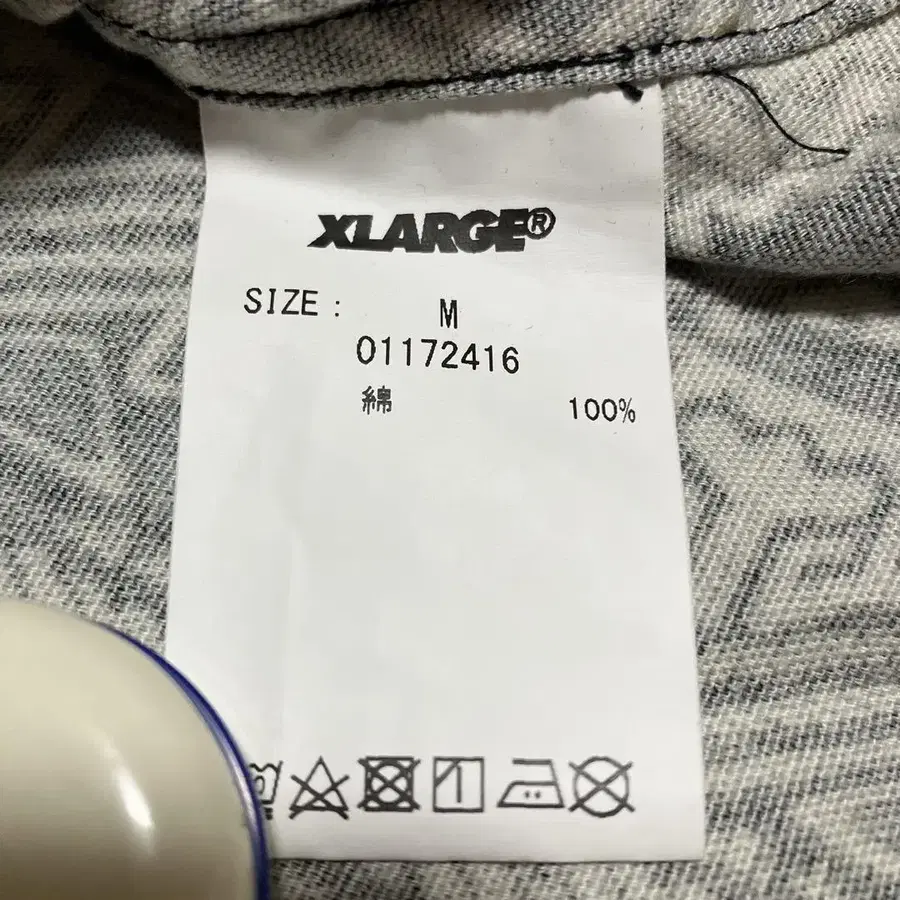 XLARGE®
SIZE : M
01172416
綿 100%